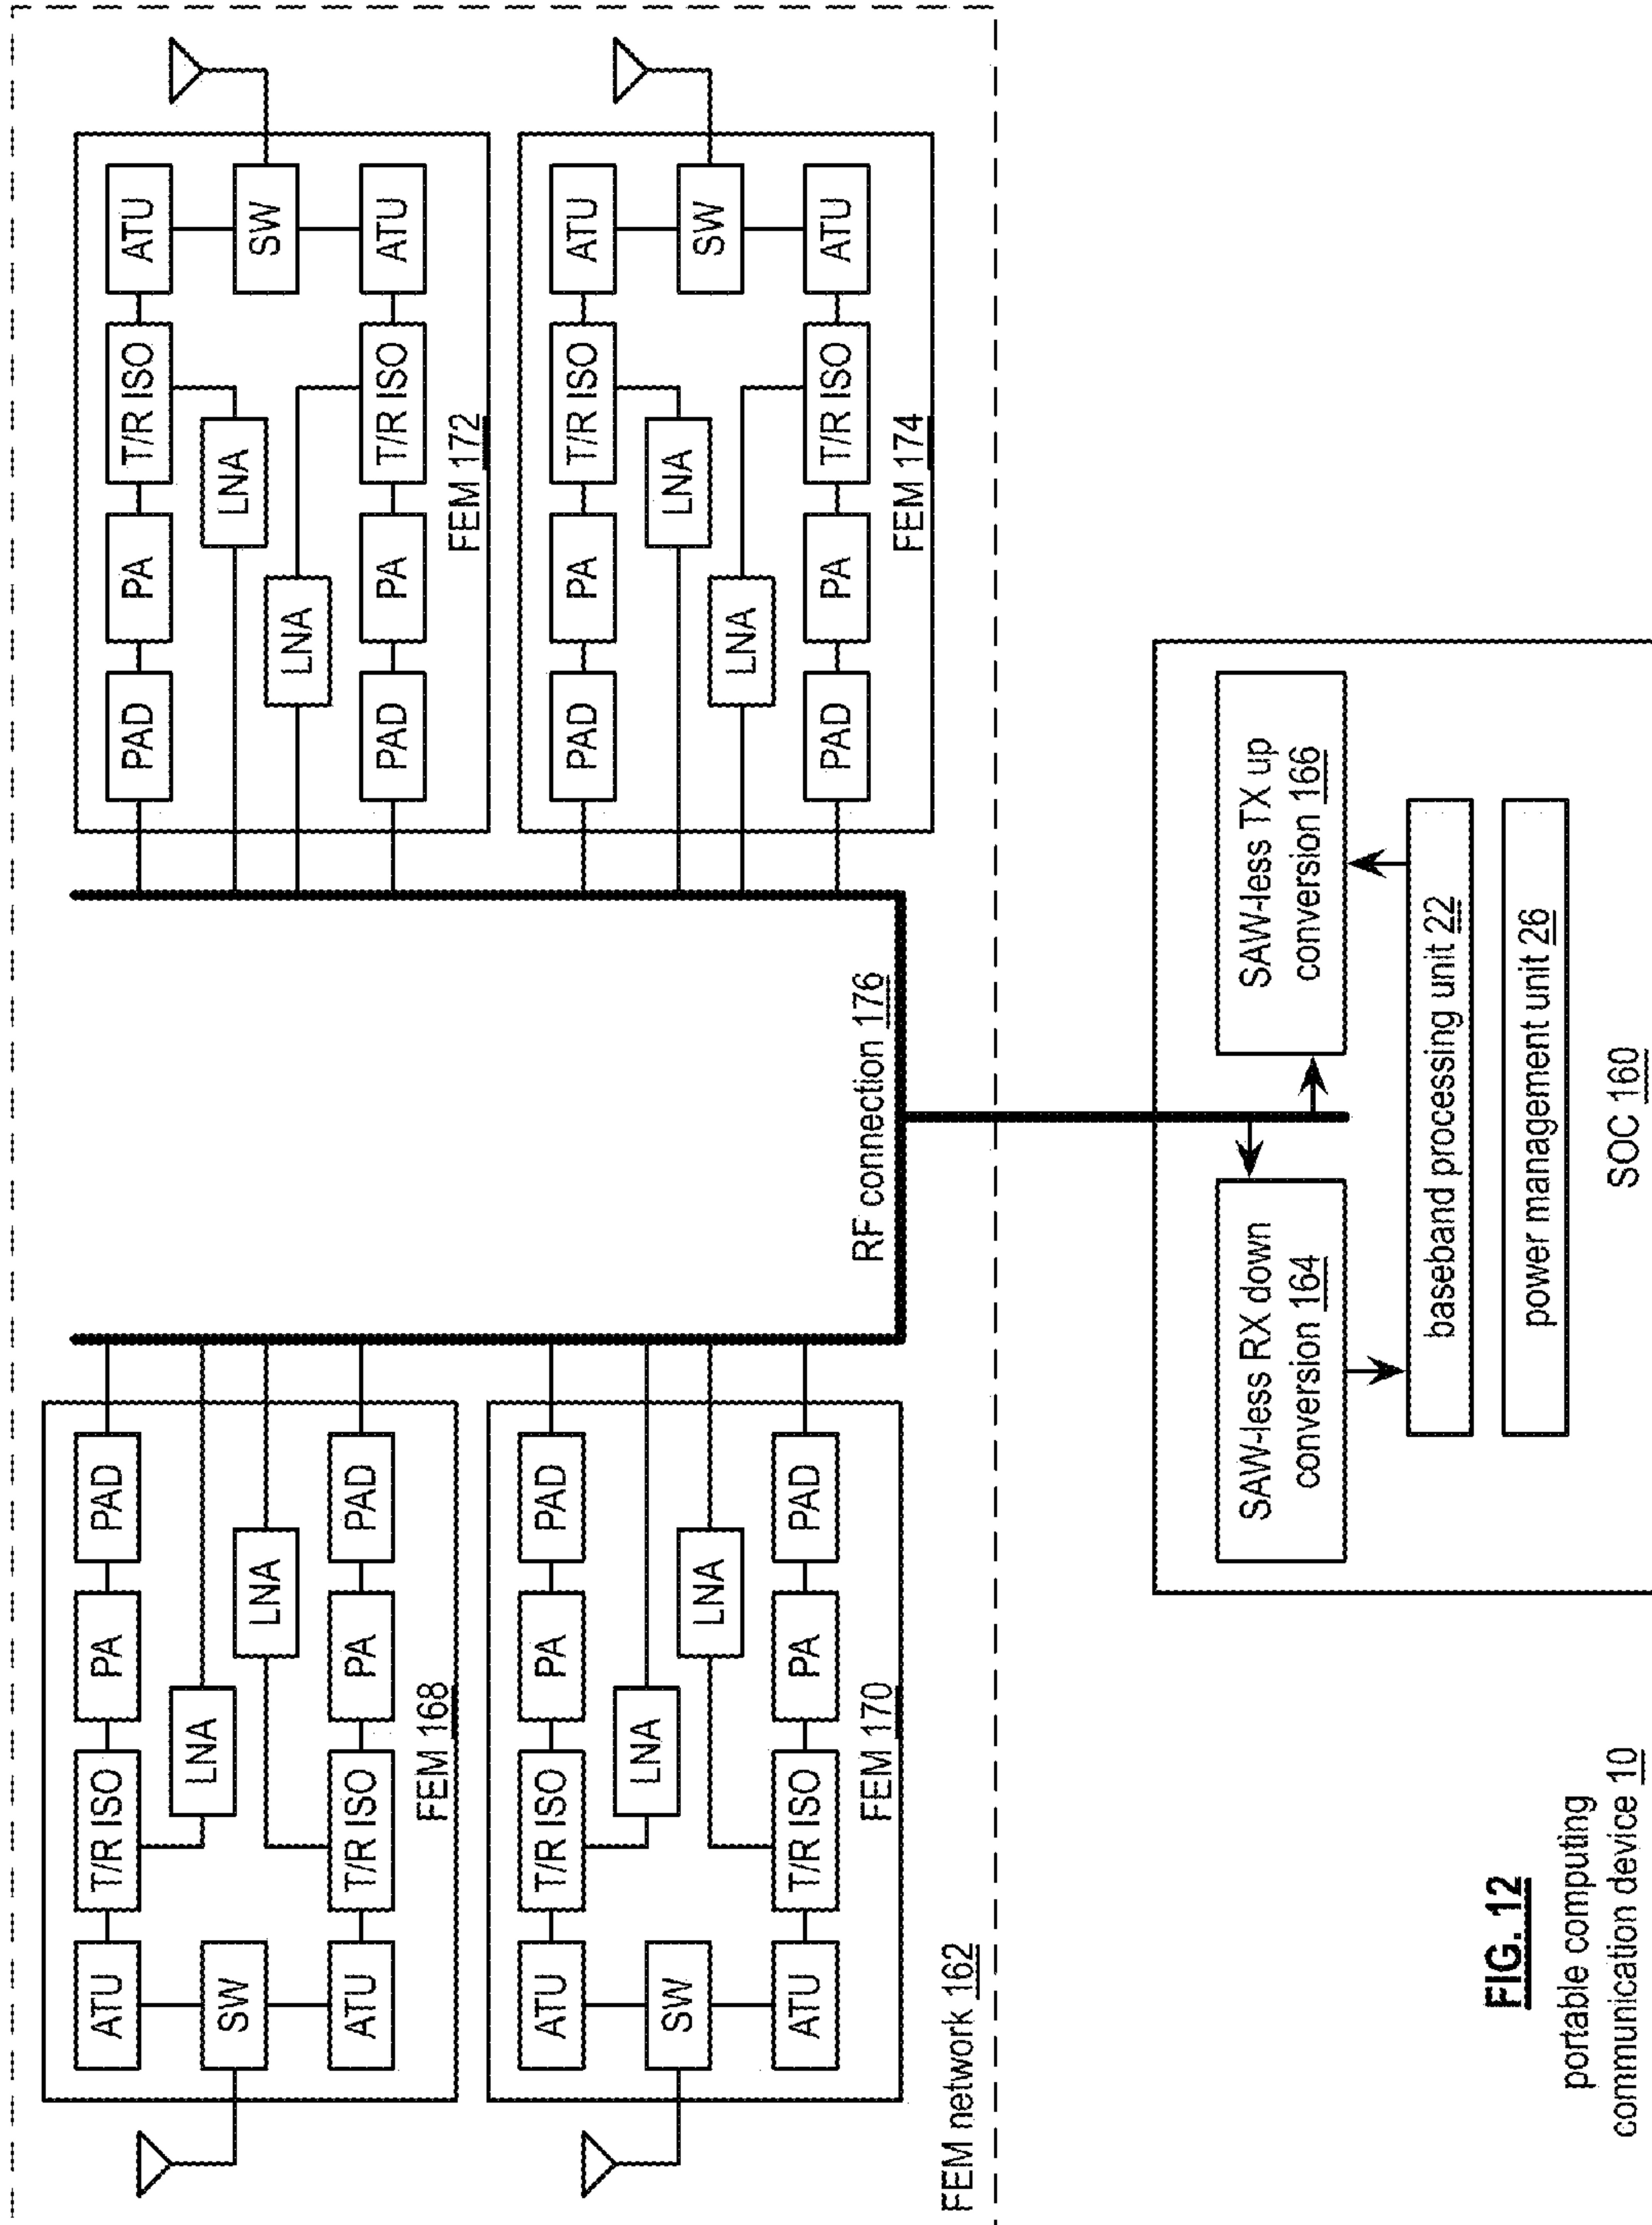 ATU
T/R ISO
PA
PAD
LNA
SW
LNA
ATU
T/R ISO
PA
PAD
FEM 168
ATU
T/R ISO
PA
PAD
LNA
SW
LNA
ATU
T/R ISO
PA
PAD
FEM 170
PAD
PA
T/R ISO
ATU
LNA
SW
LNA
PAD
PA
T/R ISO
ATU
FEM 172
PAD
PA
T/R ISO
ATU
LNA
SW
LNA
PAD
PA
T/R ISO
ATU
FEM 174
RF connection 176
FEM network 162
SAW-less RX down
conversion 164
SAW-less TX up
conversion 166
baseband processing unit 22
power management unit 26
SOC 160
FIG. 12
portable computing
communication device 10